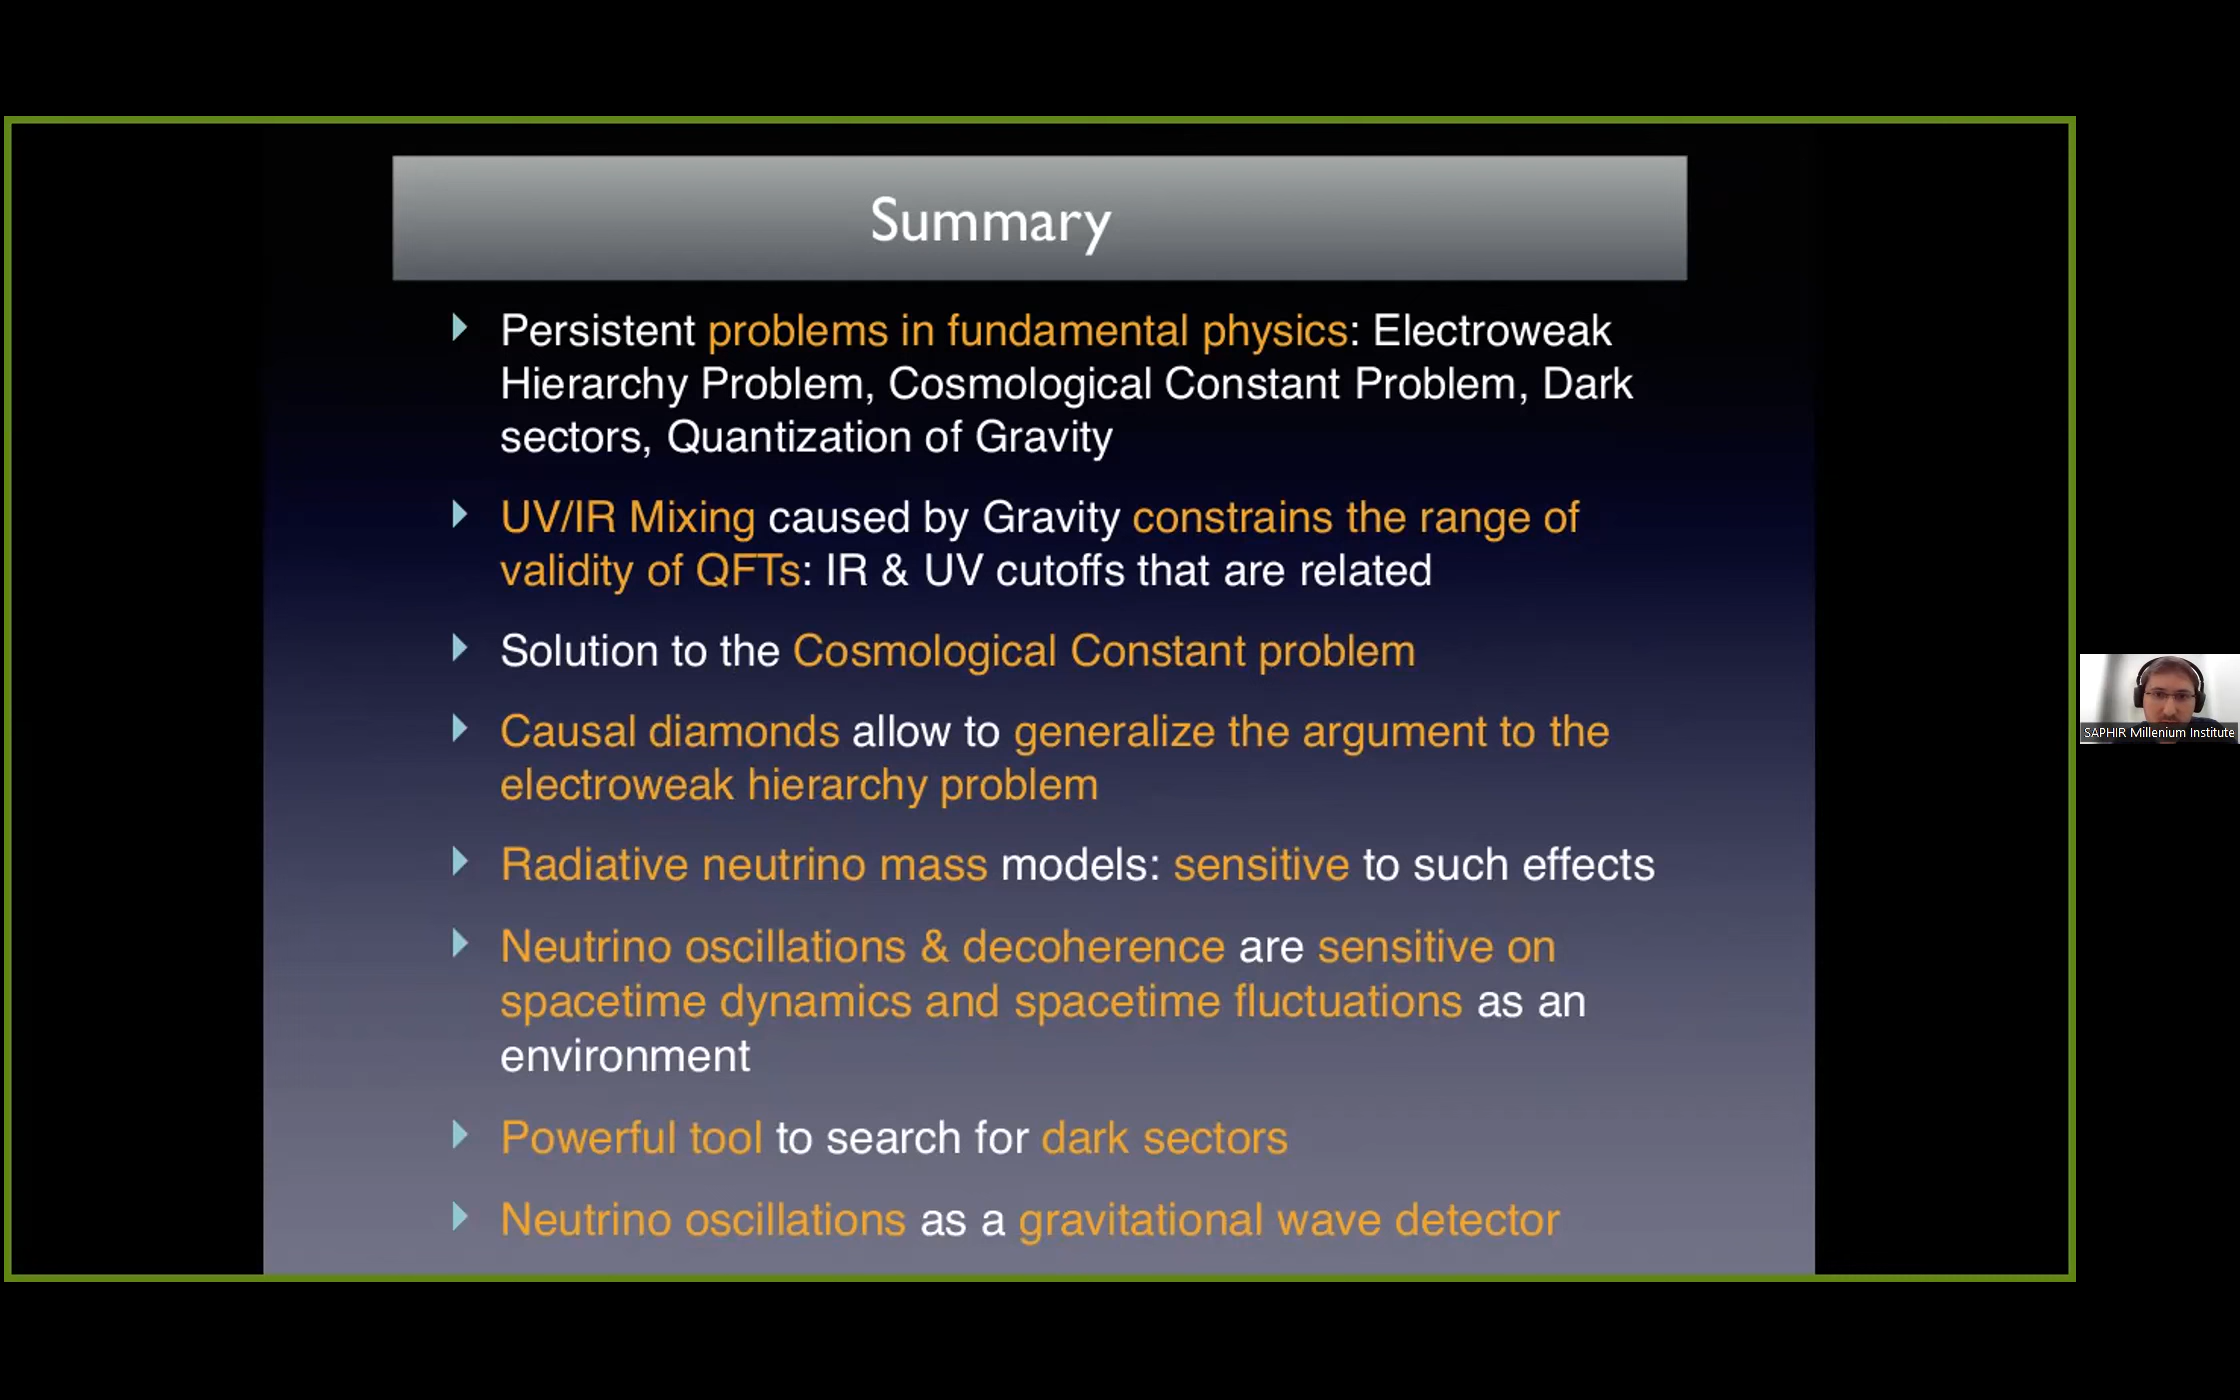 Summary
Persistent problems in fundamental physics: Electroweak
Hierarchy Problem, Cosmological Constant Problem, Dark
sectors, Quantization of Gravity
UV/IR Mixing caused by Gravity constrains the range of
validity of QFTs: IR & UV cutoffs that are related
Solution to the Cosmological Constant problem
Causal diamonds allow to generalize the argument to the
electroweak hierarchy problem
Radiative neutrino mass models: sensitive to such effects
Neutrino oscillations & decoherence are sensitive on
spacetime dynamics and spacetime fluctuations as an
environment
Powerful tool to search for dark sectors
Neutrino oscillations as a gravitational wave detector
SAPHIR Millenium Institute